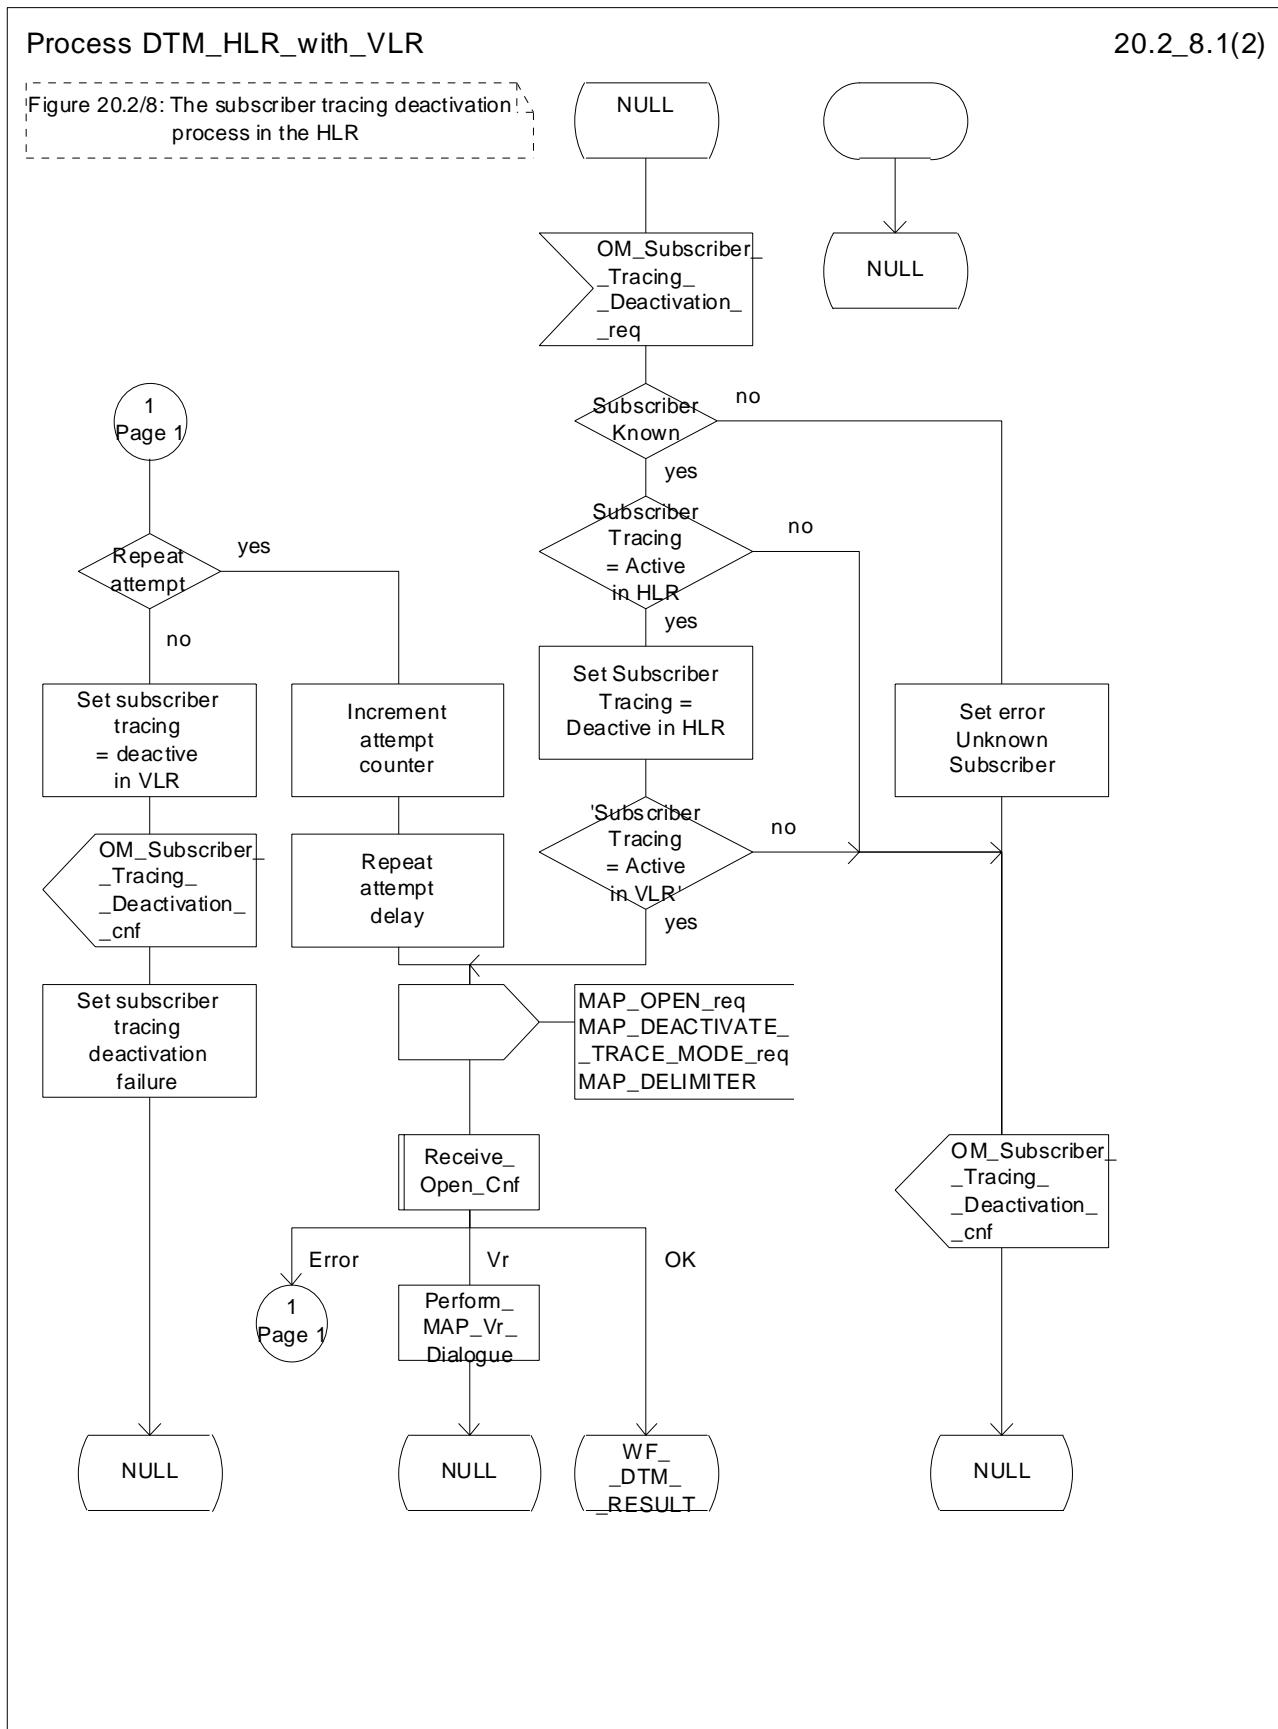 Process DTM_HLR_with_VLR
20.2_8.1(2)
Figure 20.2/8: The subscriber tracing deactivation
process in the HLR
NULL
NULL
OM_Subscriber_
_Tracing_
_Deactivation_
_req
Subscriber
Known
no
yes
1
Page 1
Subscriber
Tracing
= Active
in HLR
no
yes
Repeat
attempt
yes
no
Set subscriber
tracing
= deactive
in VLR
Increment
attempt
counter
Set Subscriber
Tracing =
Deactive in HLR
Set error
Unknown
Subscriber
'Subscriber
Tracing
= Active
in VLR'
no
yes
OM_Subscriber_
_Tracing_
_Deactivation_
_cnf
Repeat
attempt
delay
Set subscriber
tracing
deactivation
failure
MAP_OPEN_req
MAP_DEACTIVATE_
_TRACE_MODE_req
MAP_DELIMITER
Receive_
_Open_Cnf
OM_Subscriber_
_Tracing_
_Deactivation_
_cnf
Error
Vr
OK
1
Page 1
Perform_
_MAP_Vr_
_Dialogue
NULL
NULL
WF_
_DTM_
_RESULT
NULL